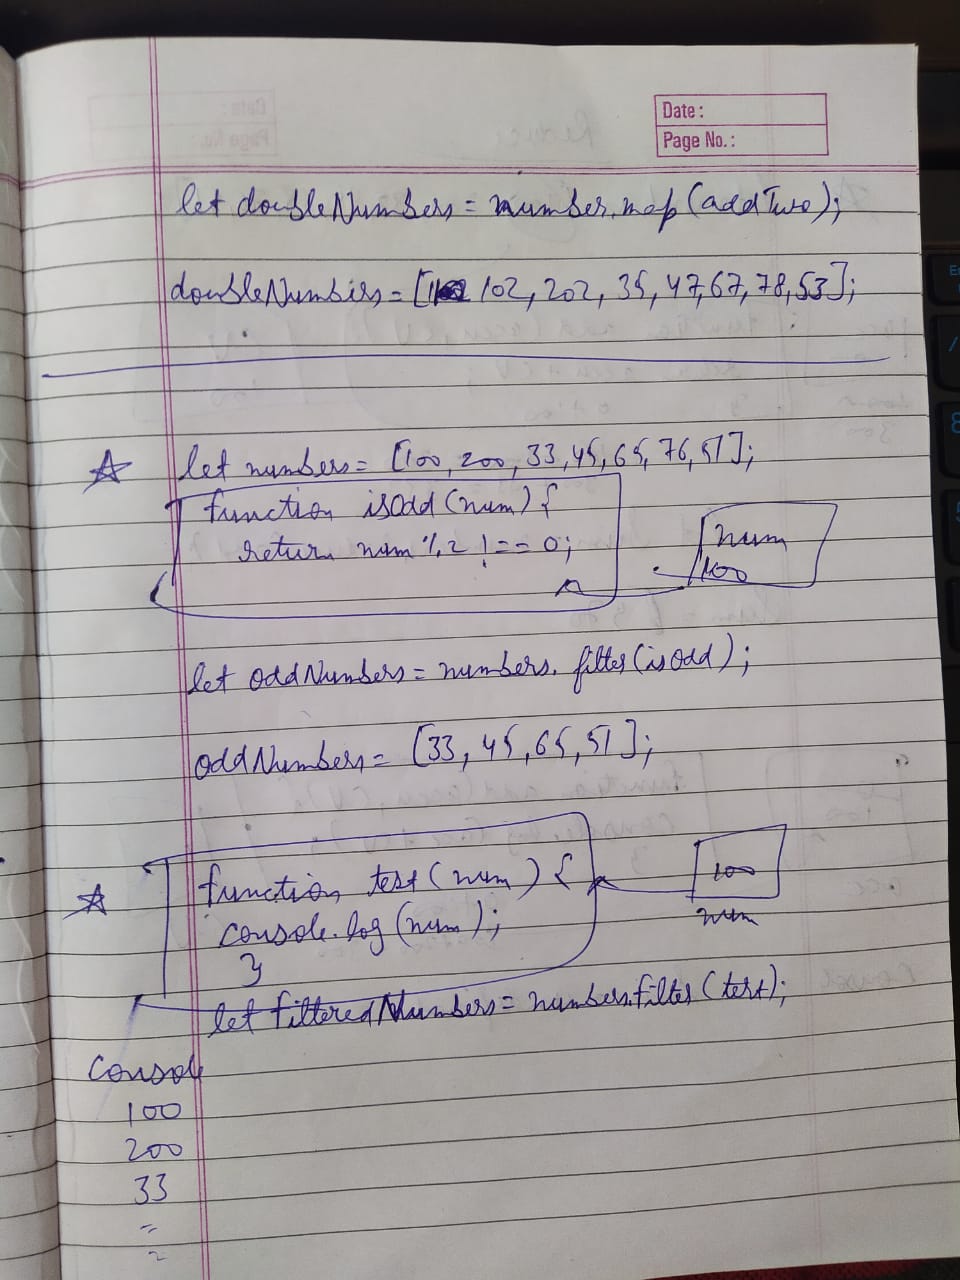 Date :
Page No. :
let doubleNumbers = number.map(addTwo);
doubleNumbers = [102, 202, 35, 47, 67, 78, 53];
let numbers = [100, 200, 33, 45, 65, 76, 51];
function isOdd (num) {
return num % 2 !== 0;
num
100
let oddNumbers = numbers.filter(isOdd);
oddNumbers = [33, 45, 65, 51];
function test (num) {
console.log (num);
}
100
num
let filteredNumbers = numbers.filter(test);
Console
100
200
33